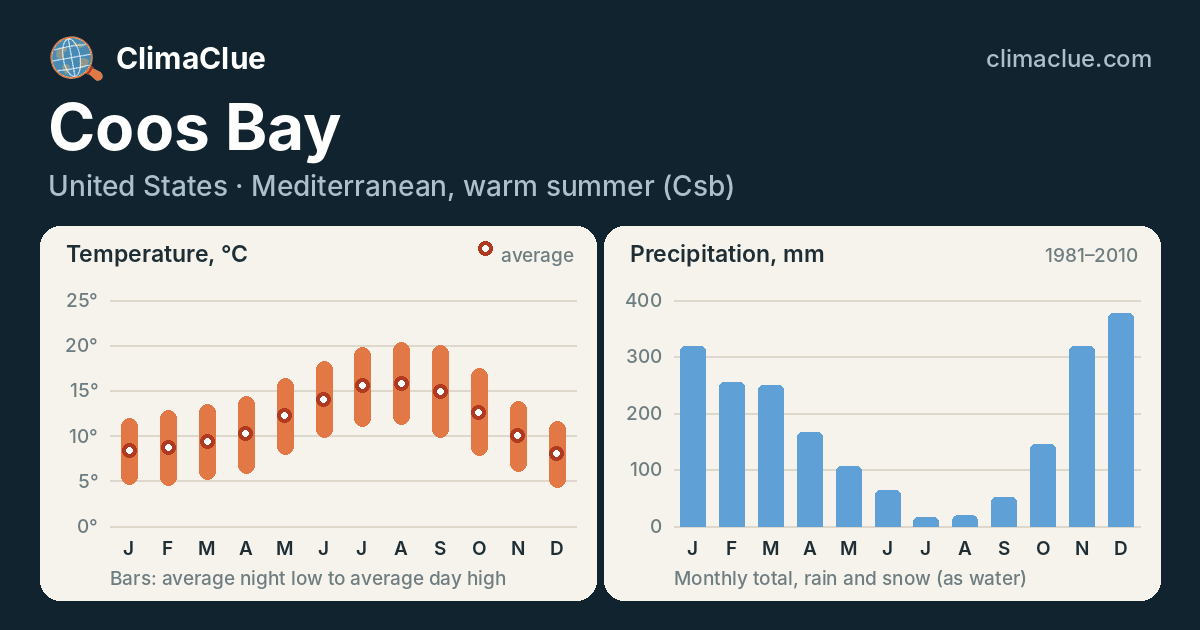 ClimaClue
climaclue.com
Coos Bay
United States · Mediterranean, warm summer (Csb)
Temperature, °C
average
25°
20°
15°
10°
5°
0°
J F M A M J J A S O N D
Bars: average night low to average day high
Precipitation, mm
1981–2010
400
300
200
100
0
J F M A M J J A S O N D
Monthly total, rain and snow (as water)